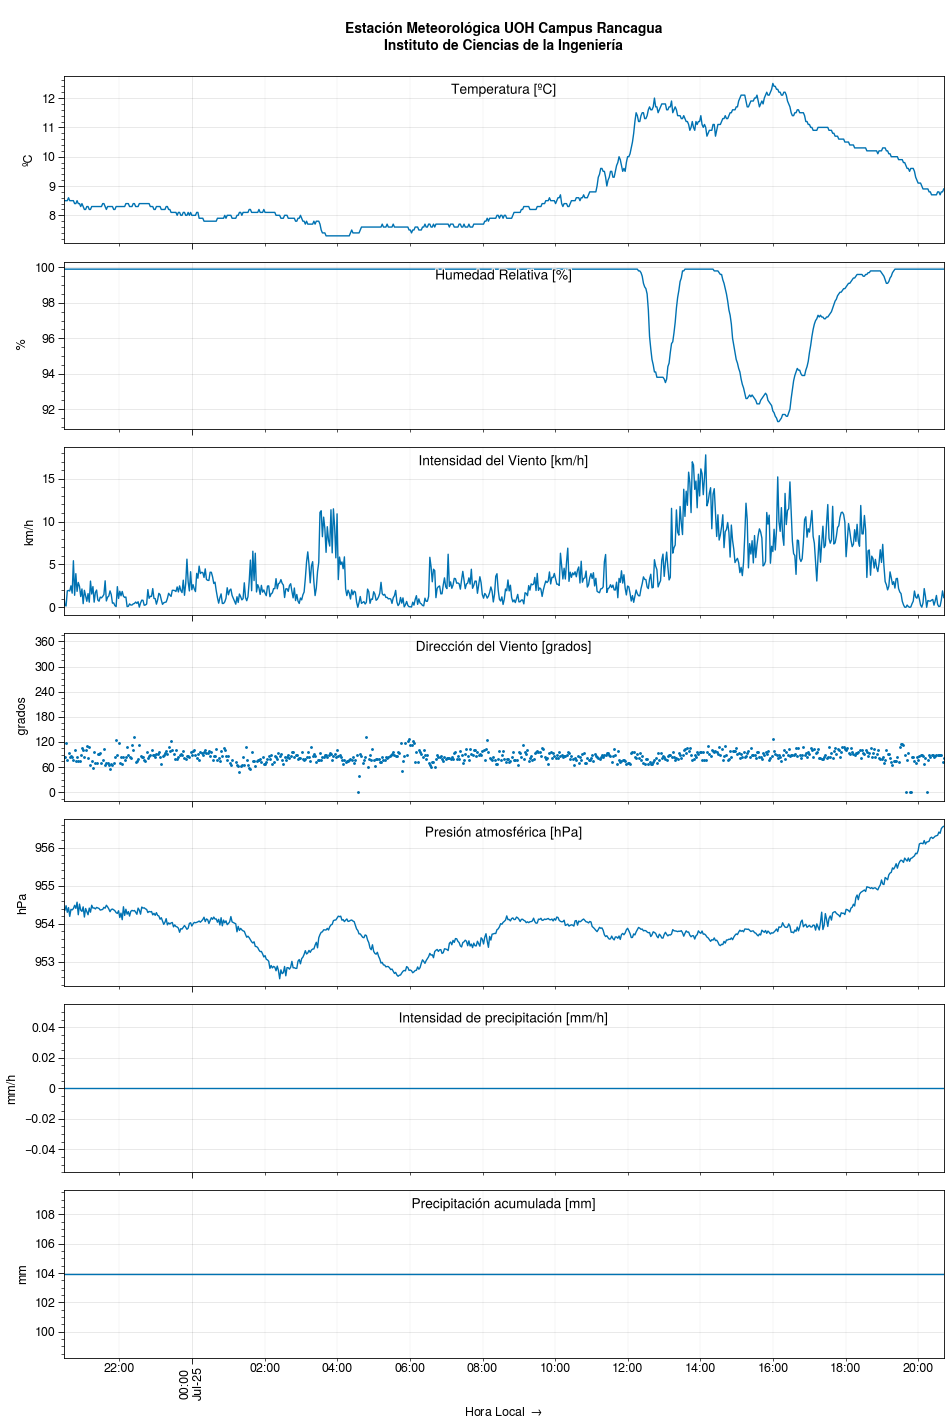 Estación Meteorológica UOH Campus Rancagua
Instituto de Ciencias de la Ingeniería
Temperatura [ºC]
12
11
10
9
8
ºC
Humedad Relativa [%]
100
98
96
94
92
%
Intensidad del Viento [km/h]
15
10
5
0
km/h
Dirección del Viento [grados]
360
300
240
180
120
60
0
grados
Presión atmosférica [hPa]
956
955
954
953
hPa
Intensidad de precipitación [mm/h]
0.04
0.02
0
−0.02
−0.04
mm/h
Precipitación acumulada [mm]
108
106
104
102
100
mm
22:00
00:00
Jul-25
02:00
04:00
06:00
08:00
10:00
12:00
14:00
16:00
18:00
20:00
Hora Local →